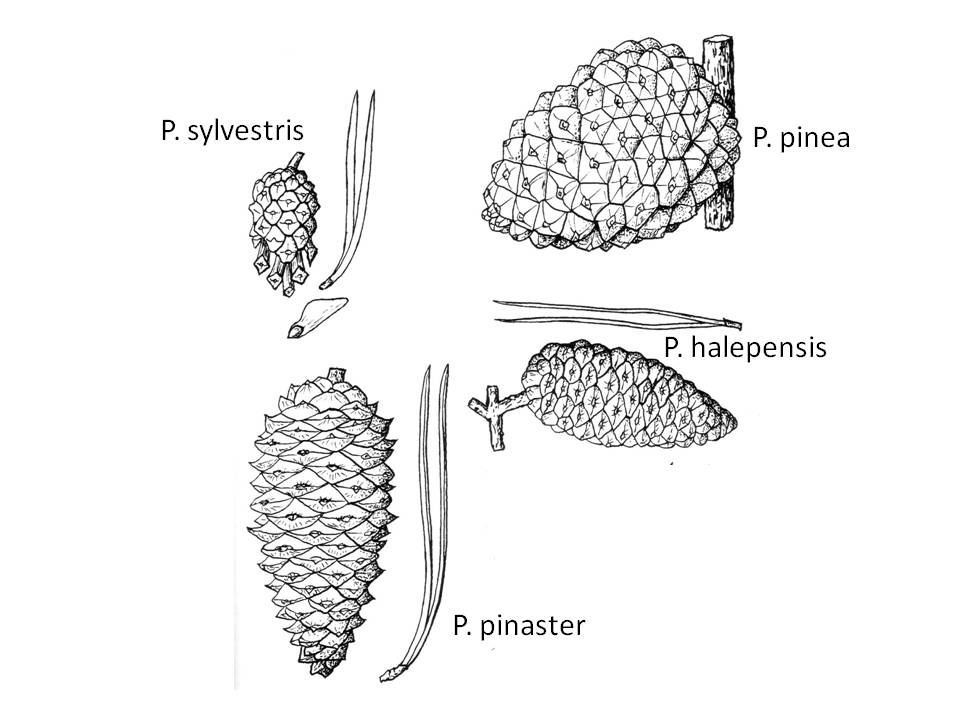 P. sylvestris
P. pinea
P. halepensis
P. pinaster